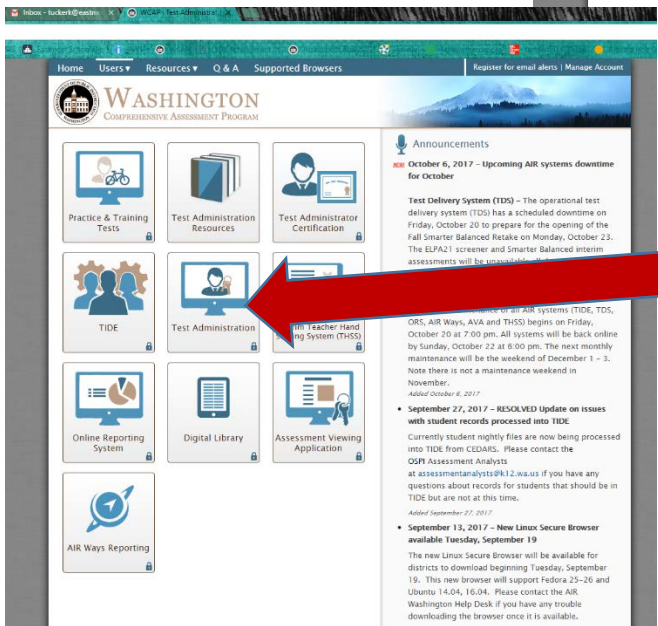 Inbox - tuckert@eastm
WCAP - Test Administrat
Home Users ▾ Resources ▾ Q & A Supported Browsers
Register for email alerts | Manage Account
WASHINGTON
COMPREHENSIVE ASSESSMENT PROGRAM
Practice & Training
Tests
Test Administration
Resources
Test Administrator
Certification
TIDE
Test Administration
Teacher Hand
System (THSS)
Online Reporting
System
Digital Library
Assessment Viewing
Application
AIR Ways Reporting
Announcements
NEW October 6, 2017 – Upcoming AIR systems downtime
for October
Test Delivery System (TDS) – The operational test
delivery system (TDS) has a scheduled downtime on
Friday, October 20 to prepare for the opening of the
Fall Smarter Balanced Retake on Monday, October 23.
The ELPA21 screener and Smarter Balanced interim
assessments will be
of all AIR systems (TIDE, TDS,
ORS, AIR Ways, AVA and THSS) begins on Friday,
October 20 at 7:00 pm. All systems will be back online
by Sunday, October 22 at 6:00 pm. The next monthly
maintenance will be the weekend of December 1 – 3.
Note there is not a maintenance weekend in
November.
Added October 6, 2017
• September 27, 2017 – RESOLVED Update on issues
with student records processed into TIDE
Currently student nightly files are now being processed
into TIDE from CEDARS. Please contact the
OSPI Assessment Analysts
at assessmentanalysts@k12.wa.us if you have any
questions about records for students that should be in
TIDE but are not at this time.
Added September 27, 2017
• September 13, 2017 – New Linux Secure Browser
available Tuesday, September 19
The new Linux Secure Browser will be available for
districts to download beginning Tuesday, September
19. This new browser will support Fedora 25–26 and
Ubuntu 14.04, 16.04. Please contact the AIR
Washington Help Desk if you have any trouble
downloading the browser once it is available.